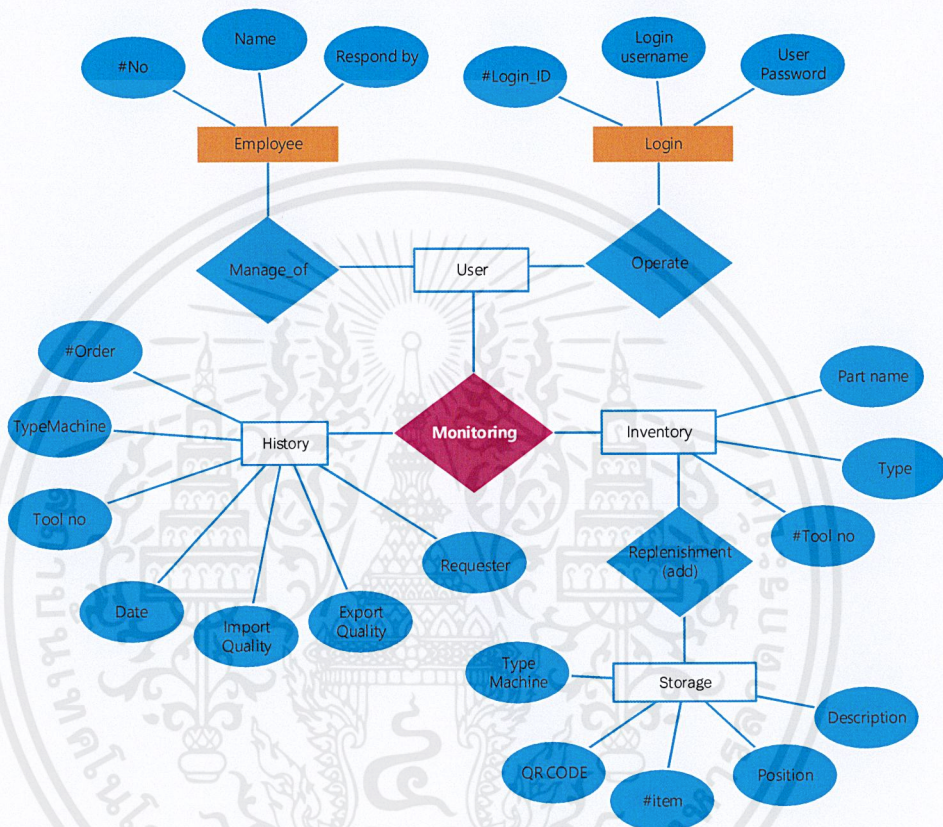 Name
Login
username
Respond by
User
Password
#No
#Login_ID
Employee
Login
Manage_of
User
Operate
#Order
Part name
TypeMachine
History
Monitoring
Inventory
Type
Tool no
#Tool no
Replenishment
(add)
Requester
Date
Import
Quality
Export
Quality
Type
Machine
Storage
Description
QR CODE
#item
Position